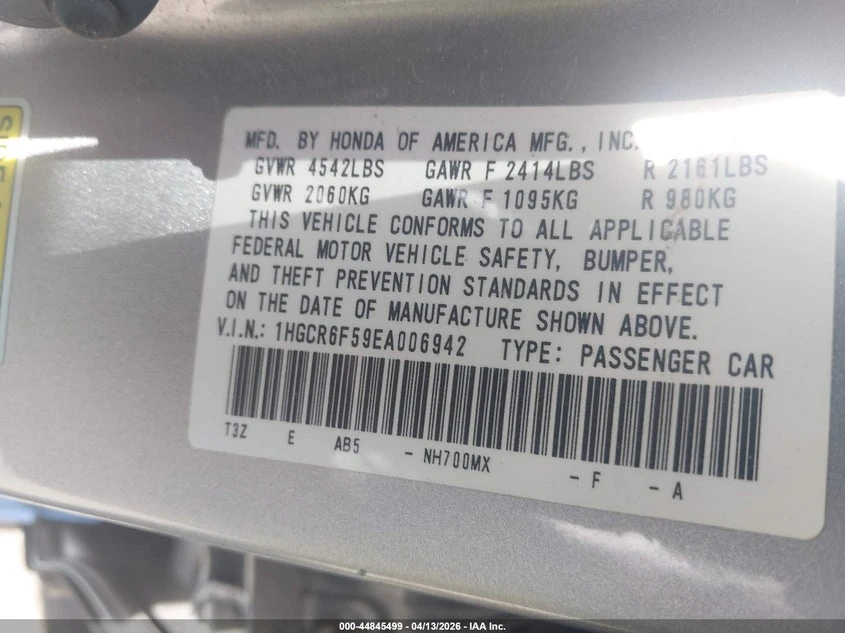 MFD. BY HONDA OF AMERICA MFG., INC.
GVWR 4542LBS GAWR F 2414LBS R 2161LBS
GVWR 2060KG GAWR F 1095KG R 980KG
THIS VEHICLE CONFORMS TO ALL APPLICABLE
FEDERAL MOTOR VEHICLE SAFETY, BUMPER,
AND THEFT PREVENTION STANDARDS IN EFFECT
ON THE DATE OF MANUFACTURE SHOWN ABOVE.
V.I.N.: 1HGCR6F59EA006942 TYPE: PASSENGER CAR
T3Z E AB5 - NH700MX - F - A
000-44845499 - 04/13/2026 - IAA Inc.